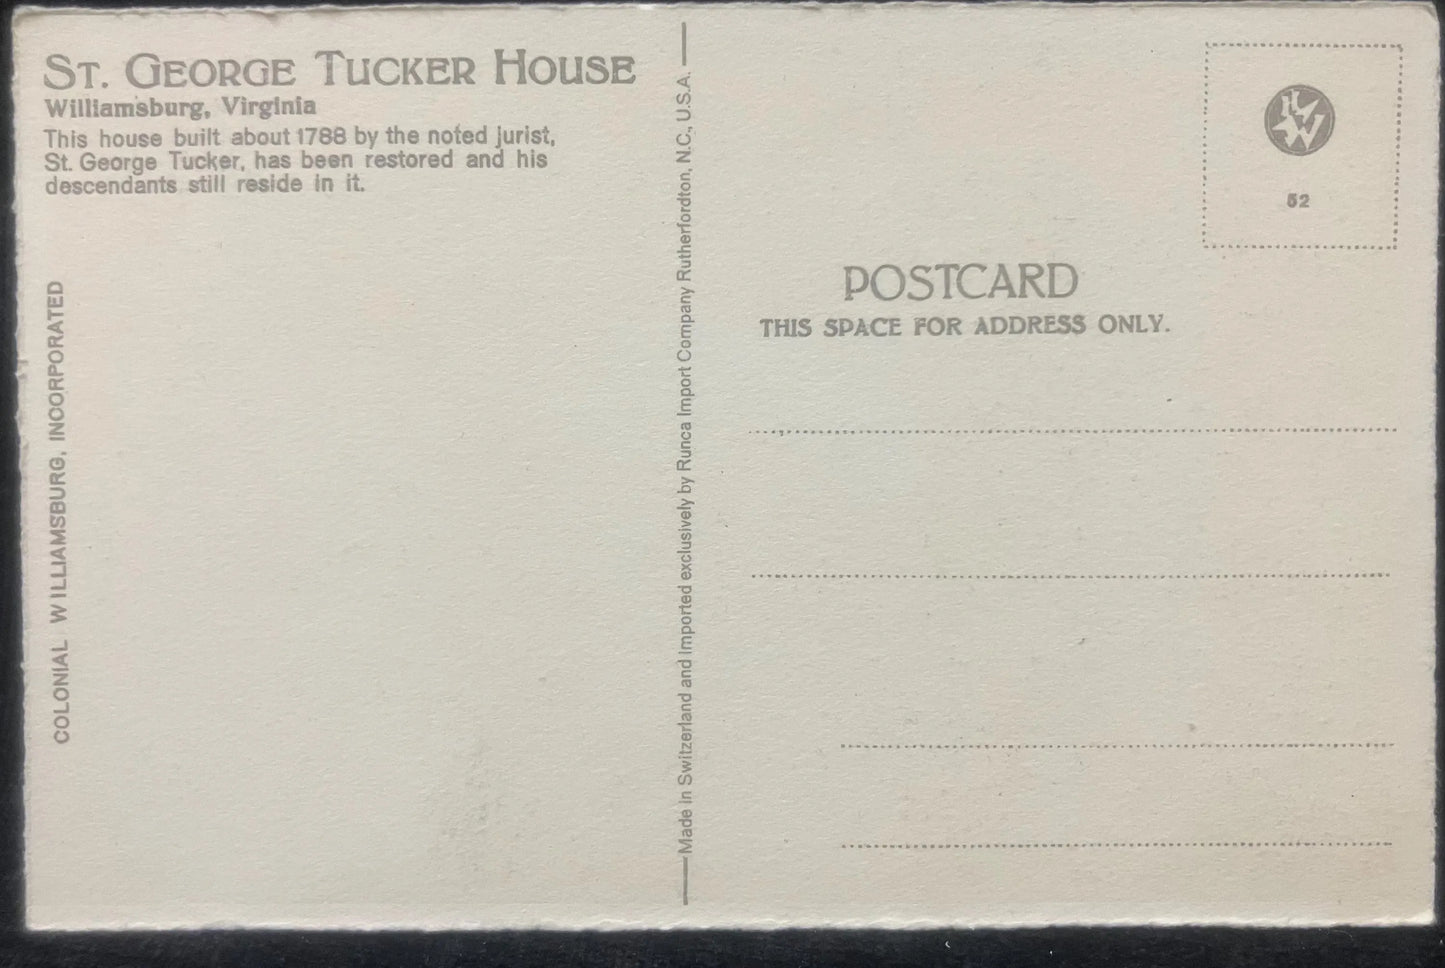 ST. GEORGE TUCKER HOUSE
Williamsburg, Virginia
This house built about 1788 by the noted jurist,
St. George Tucker, has been restored and his
descendants still reside in it.
COLONIAL WILLIAMSBURG, INCORPORATED
Made in Switzerland and imported exclusively by Runca Import Company Rutherfordton, N.C., U.S.A.
52
POSTCARD
THIS SPACE FOR ADDRESS ONLY.